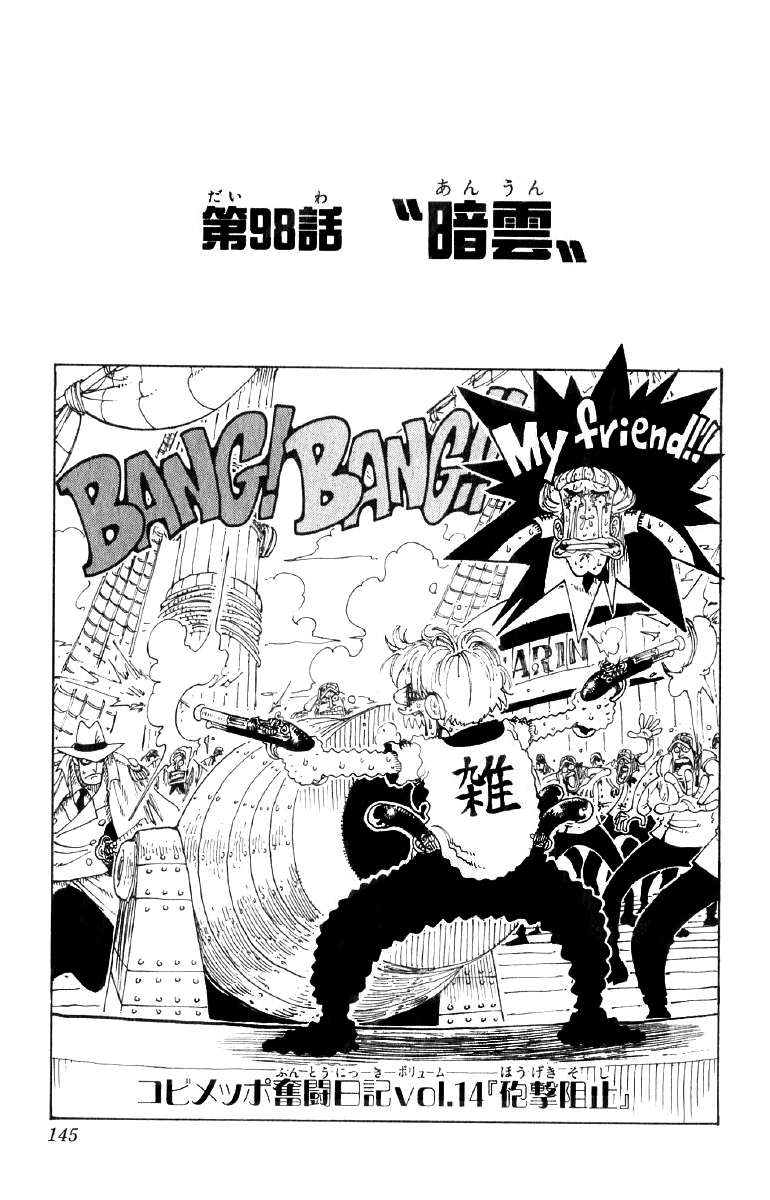 だい わ あん うん
第98話 〝暗雲〟
BANG! BANG!!!
My friend!!!
ARIN
雑
ふんとうにっき ボリューム ほうげきそし
コビメッポ奮闘日記vol.14『砲撃阻止』
145